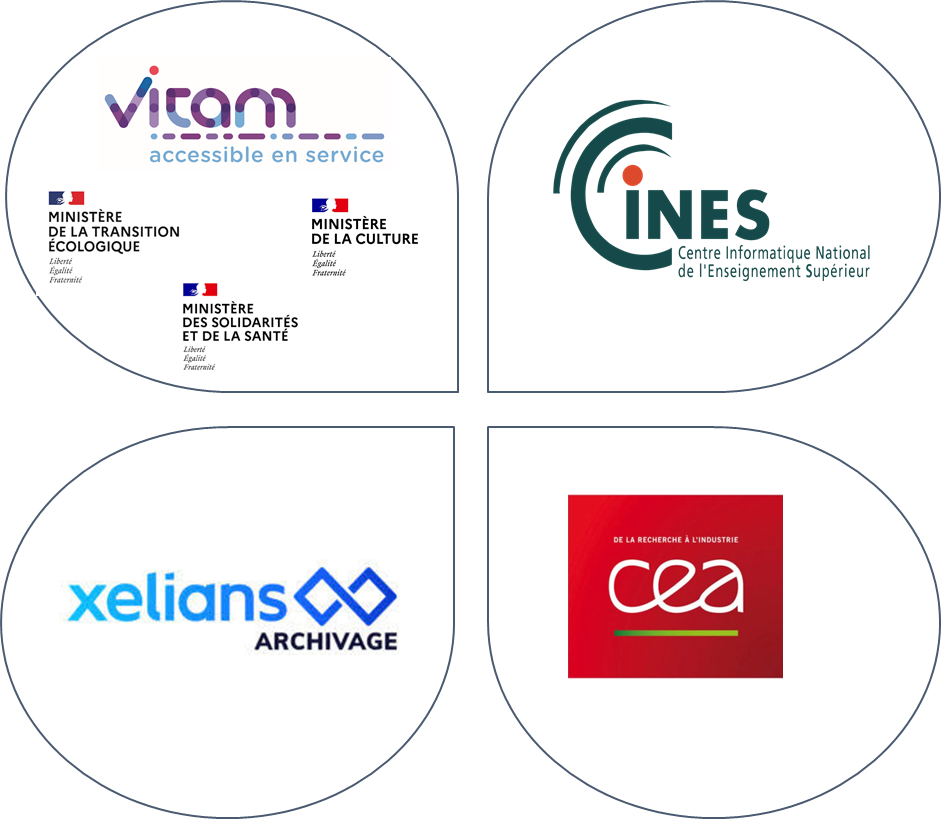 vitam
accessible en service
MINISTÈRE
DE LA TRANSITION
ÉCOLOGIQUE
Liberté
Égalité
Fraternité
MINISTÈRE
DE LA CULTURE
Liberté
Égalité
Fraternité
MINISTÈRE
DES SOLIDARITÉS
ET DE LA SANTÉ
Liberté
Égalité
Fraternité
CINES
Centre Informatique National
de l'Enseignement Supérieur
xelians
ARCHIVAGE
DE LA RECHERCHE À L'INDUSTRIE
cea